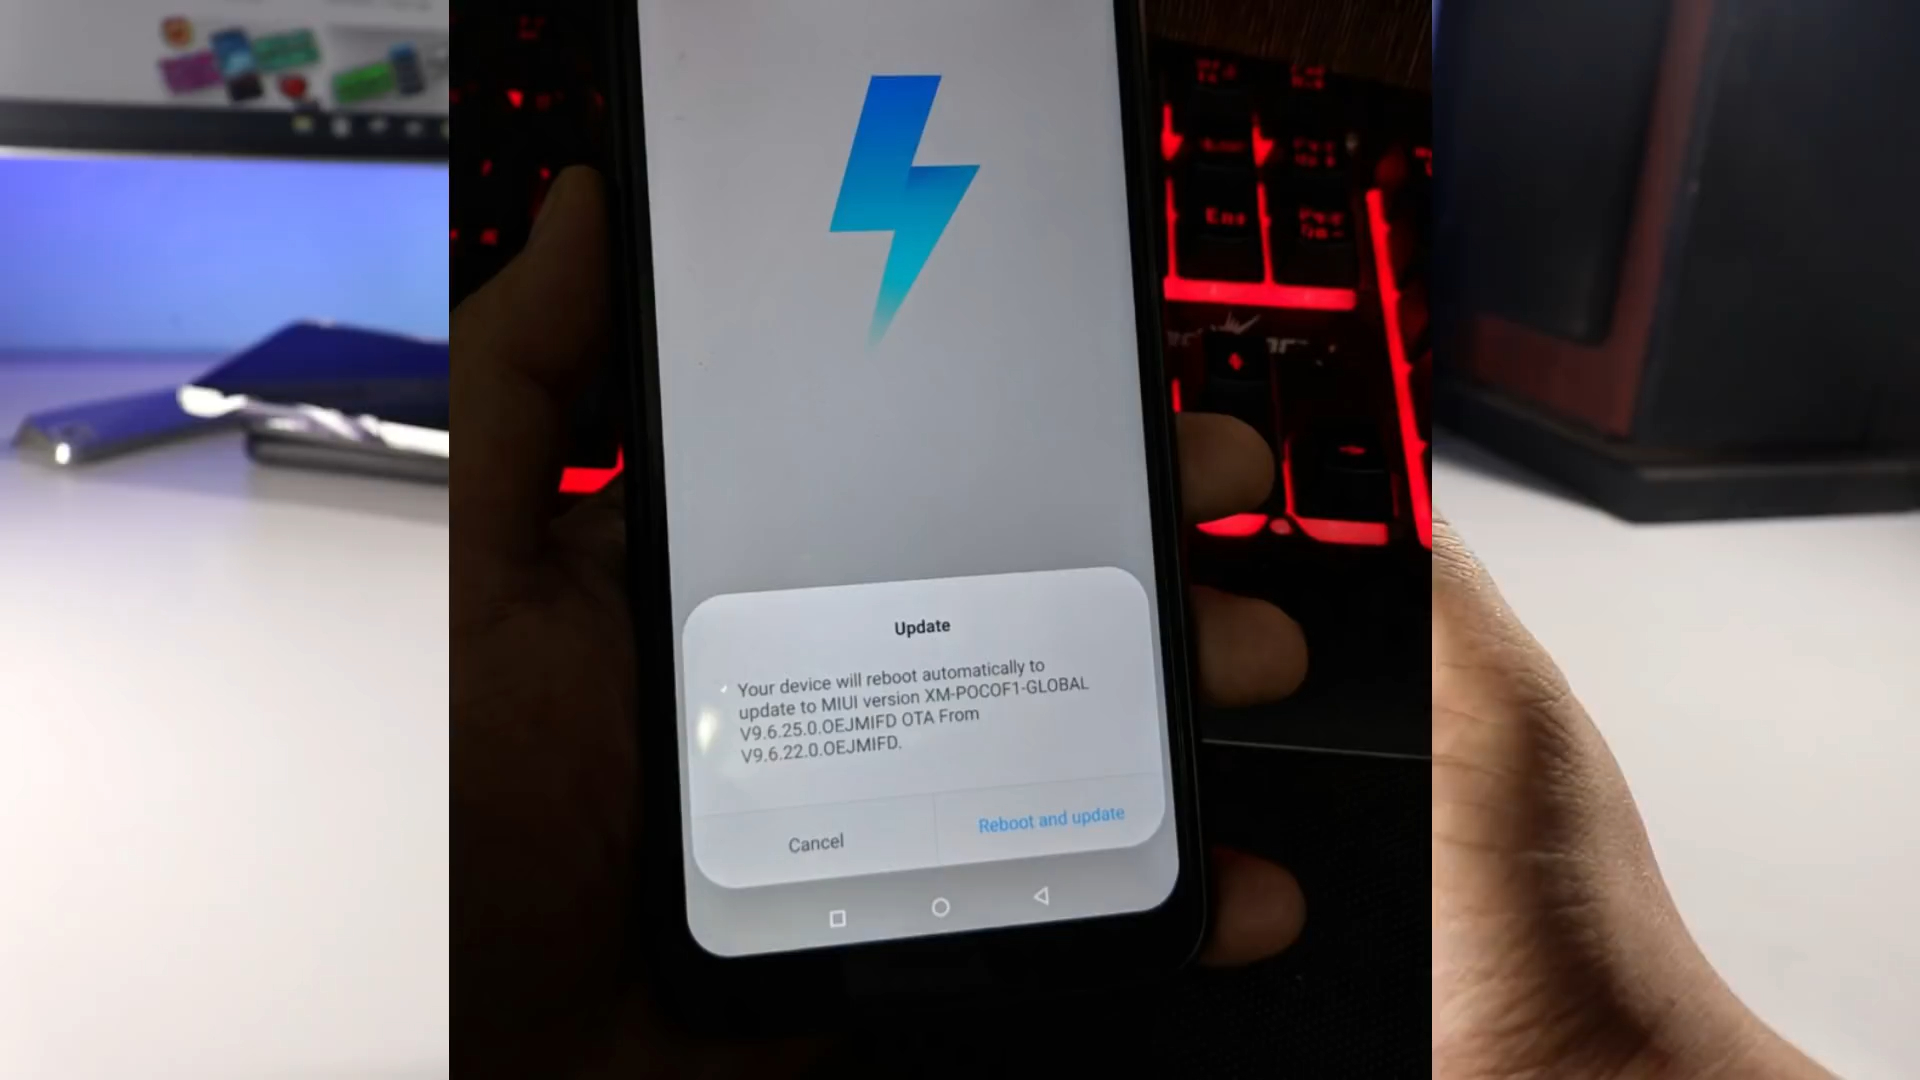 Update
Your device will reboot automatically to
update to MIUI version XM-POCOF1-GLOBAL
V9.6.25.0.OEJMIFD OTA From
V9.6.22.0.OEJMIFD.
Cancel
Reboot and update